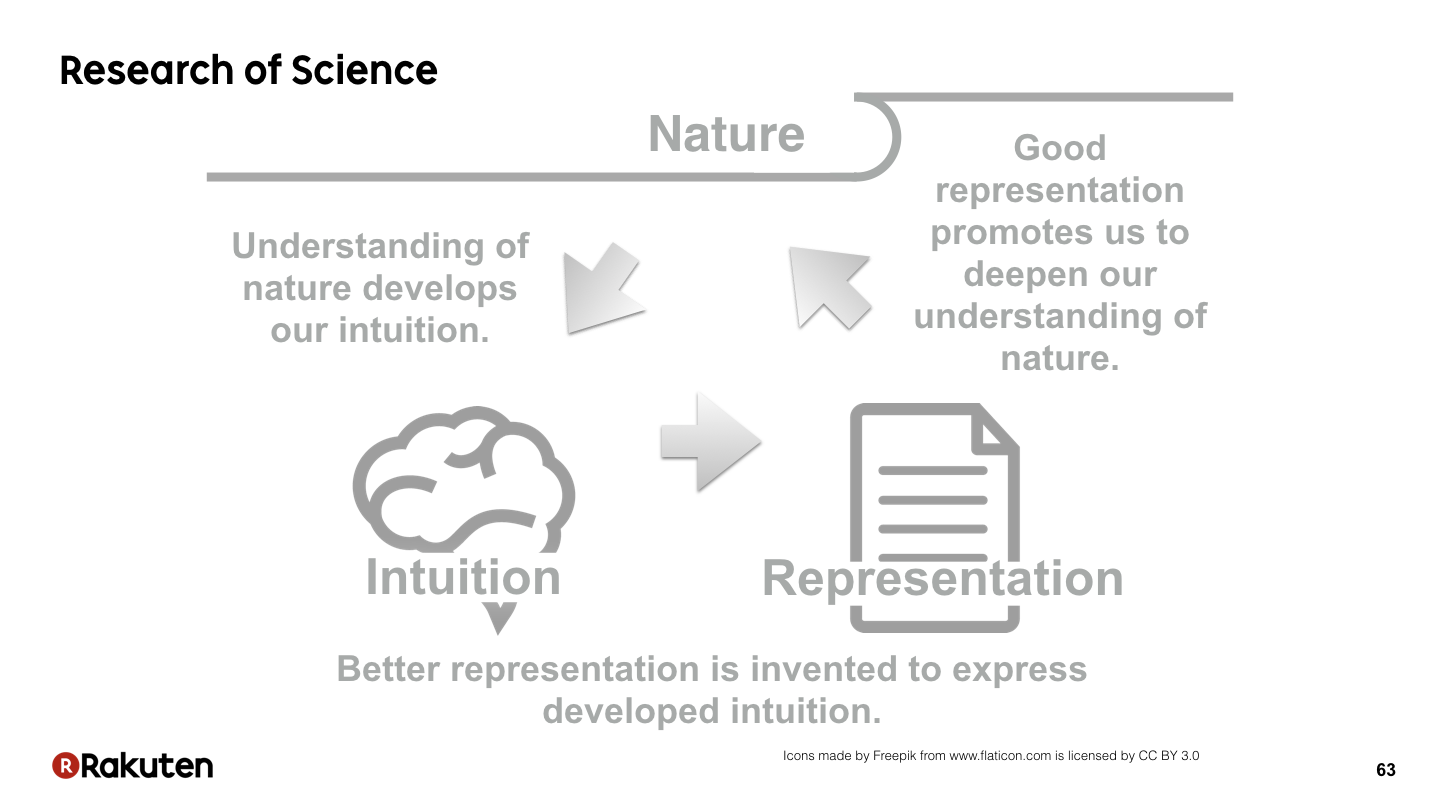 Research of Science
Nature
Good
representation
promotes us to
deepen our
understanding of
nature.
Understanding of
nature develops
our intuition.
Intuition
Representation
Better representation is invented to express
developed intuition.
R Rakuten
Icons made by Freepik from www.flaticon.com is licensed by CC BY 3.0
63